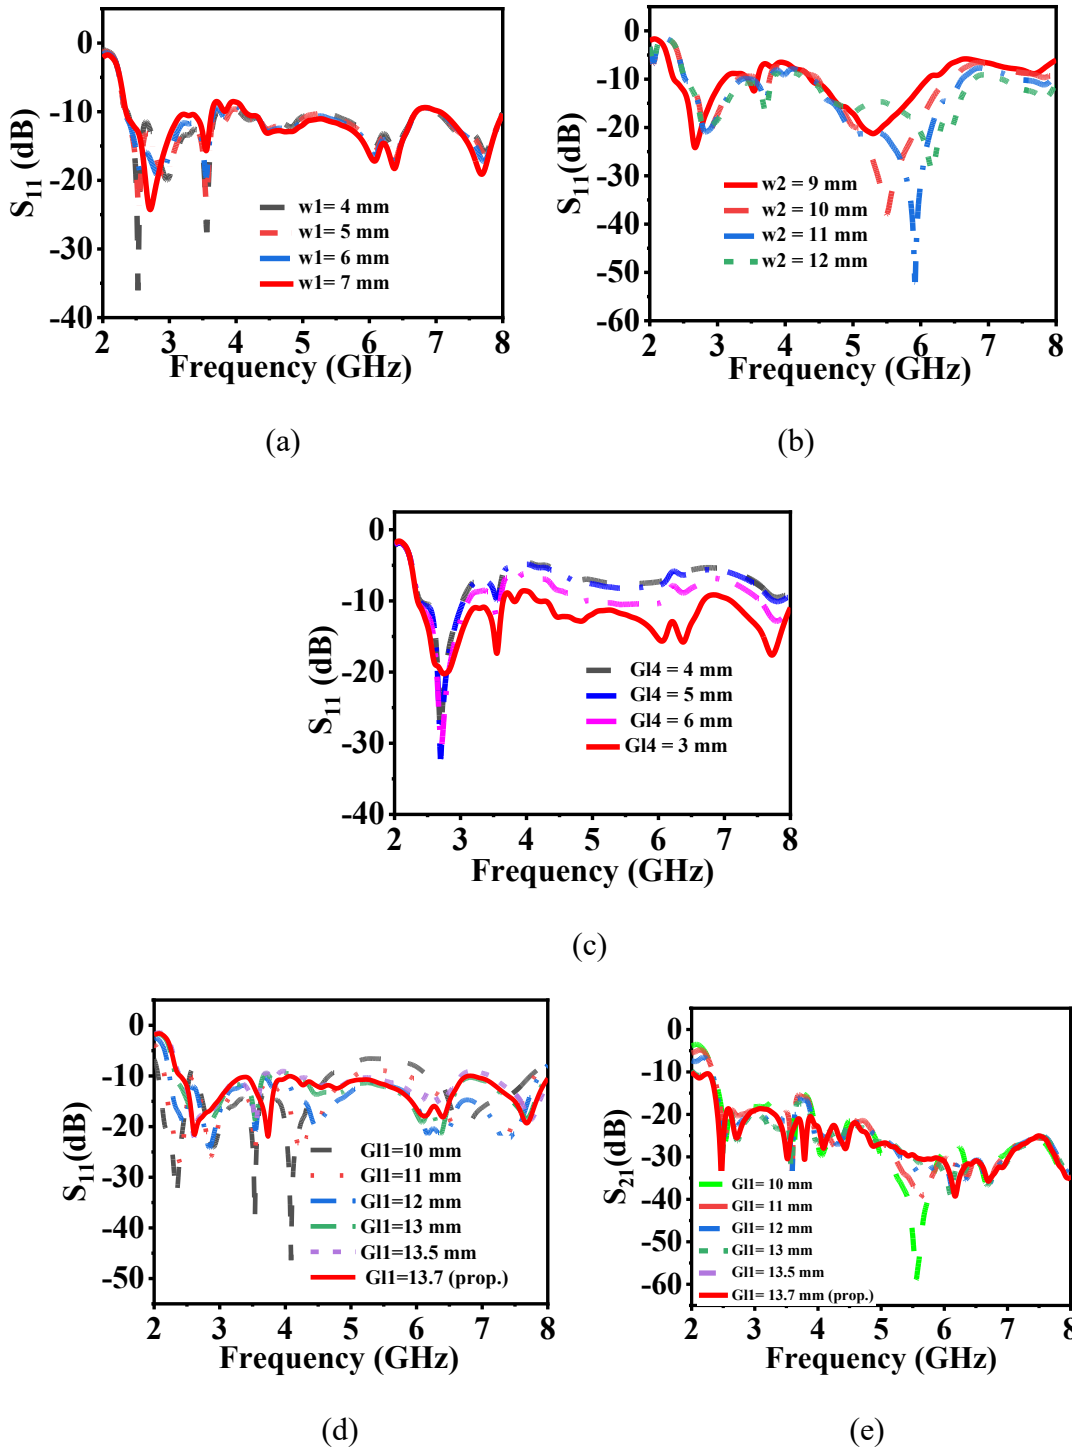 0
-10
-20
-30
-40
S11 (dB)
w1= 4 mm
w1= 5 mm
w1= 6 mm
w1= 7 mm
2 3 4 5 6 7 8
Frequency (GHz)
(a)
0
-10
-20
-30
-40
-50
-60
S11(dB)
w2 = 9 mm
w2 = 10 mm
w2 = 11 mm
w2 = 12 mm
2 3 4 5 6 7 8
Frequency (GHz)
(b)
0
-10
-20
-30
-40
S11 (dB)
Gl4 = 4 mm
Gl4 = 5 mm
Gl4 = 6 mm
Gl4 = 3 mm
2 3 4 5 6 7 8
Frequency (GHz)
(c)
0
-10
-20
-30
-40
-50
S11(dB)
Gl1=10 mm
Gl1=11 mm
Gl1=12 mm
Gl1=13 mm
Gl1=13.5 mm
Gl1=13.7 (prop.)
2 3 4 5 6 7 8
Frequency (GHz)
(d)
0
-10
-20
-30
-40
-50
-60
S21(dB)
Gl1= 10 mm
Gl1= 11 mm
Gl1= 12 mm
Gl1= 13 mm
Gl1= 13.5 mm
Gl1= 13.7 mm (prop.)
2 3 4 5 6 7 8
Frequency (GHz)
(e)